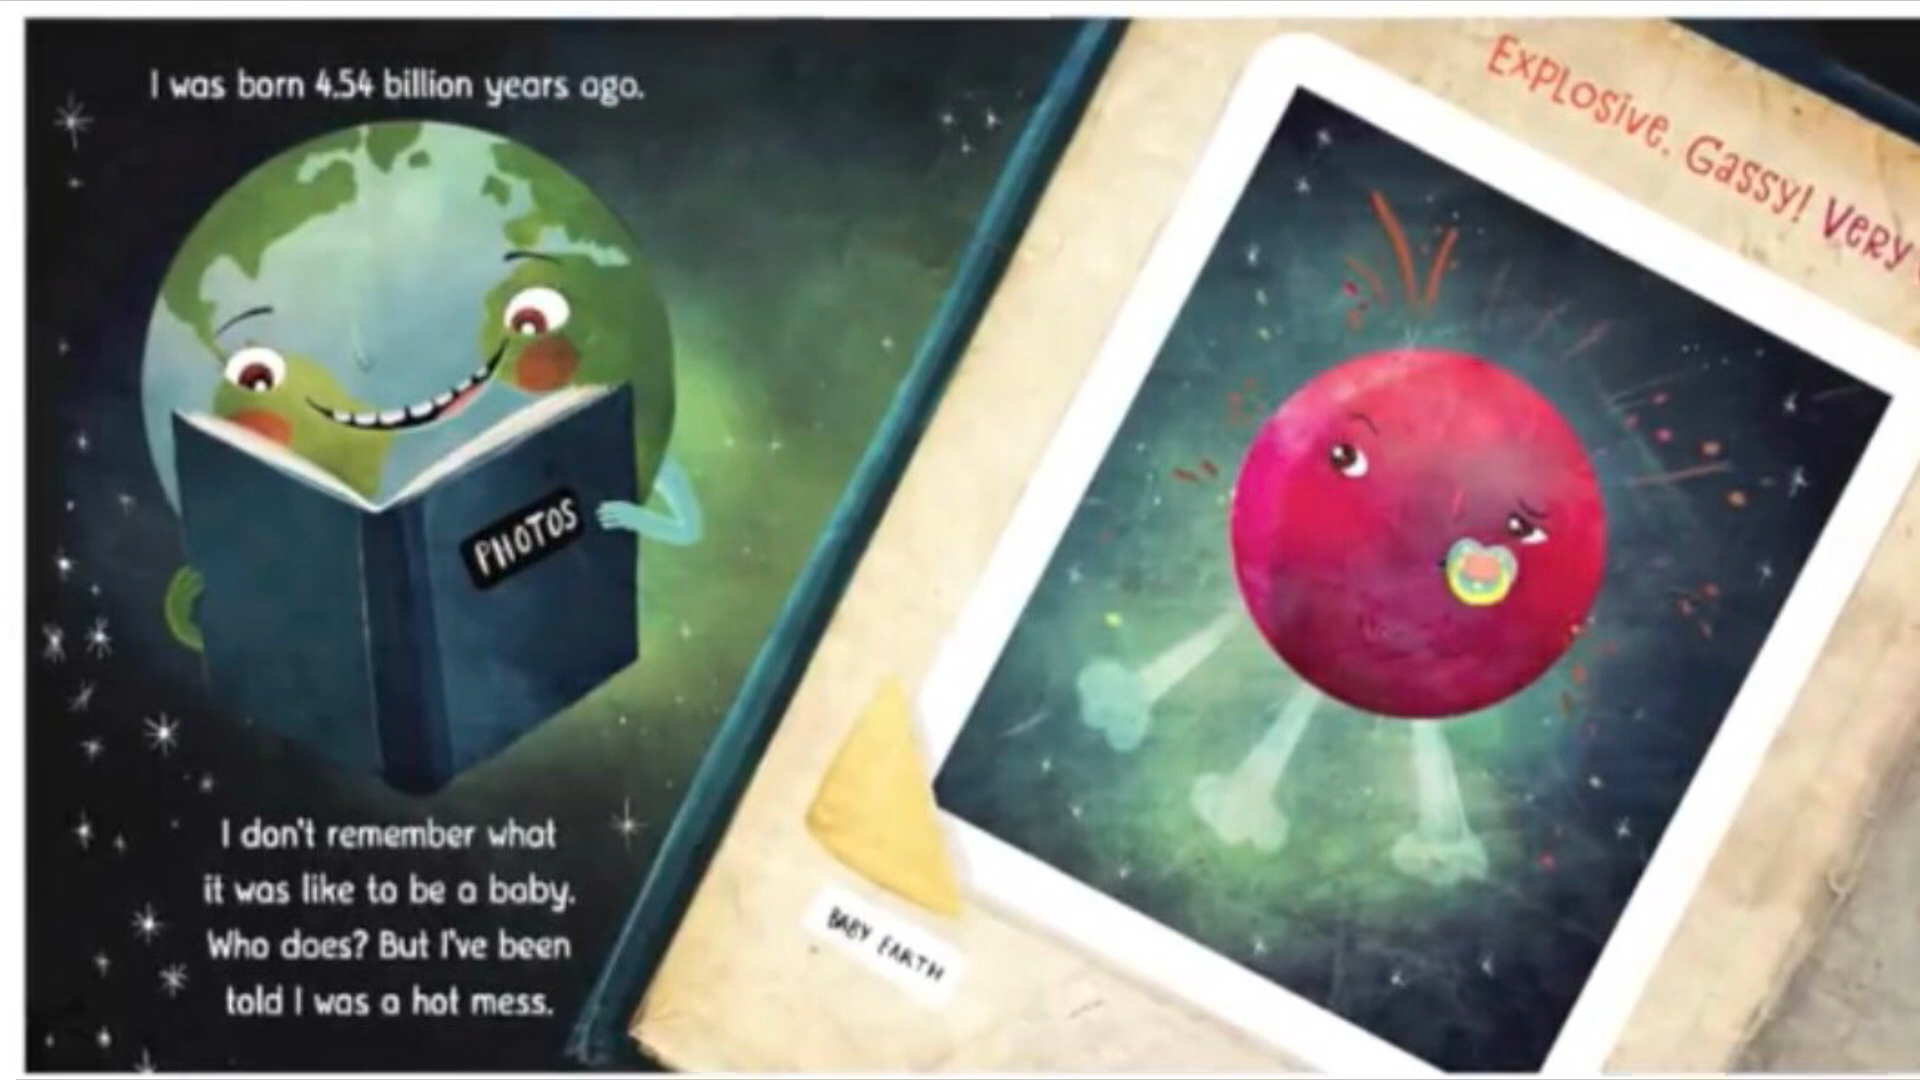 I was born 4.54 billion years ago.
PHOTOS
I don't remember what
it was like to be a baby.
Who does? But I've been
told I was a hot mess.
Explosive. Gassy! Very
BABY EARTH